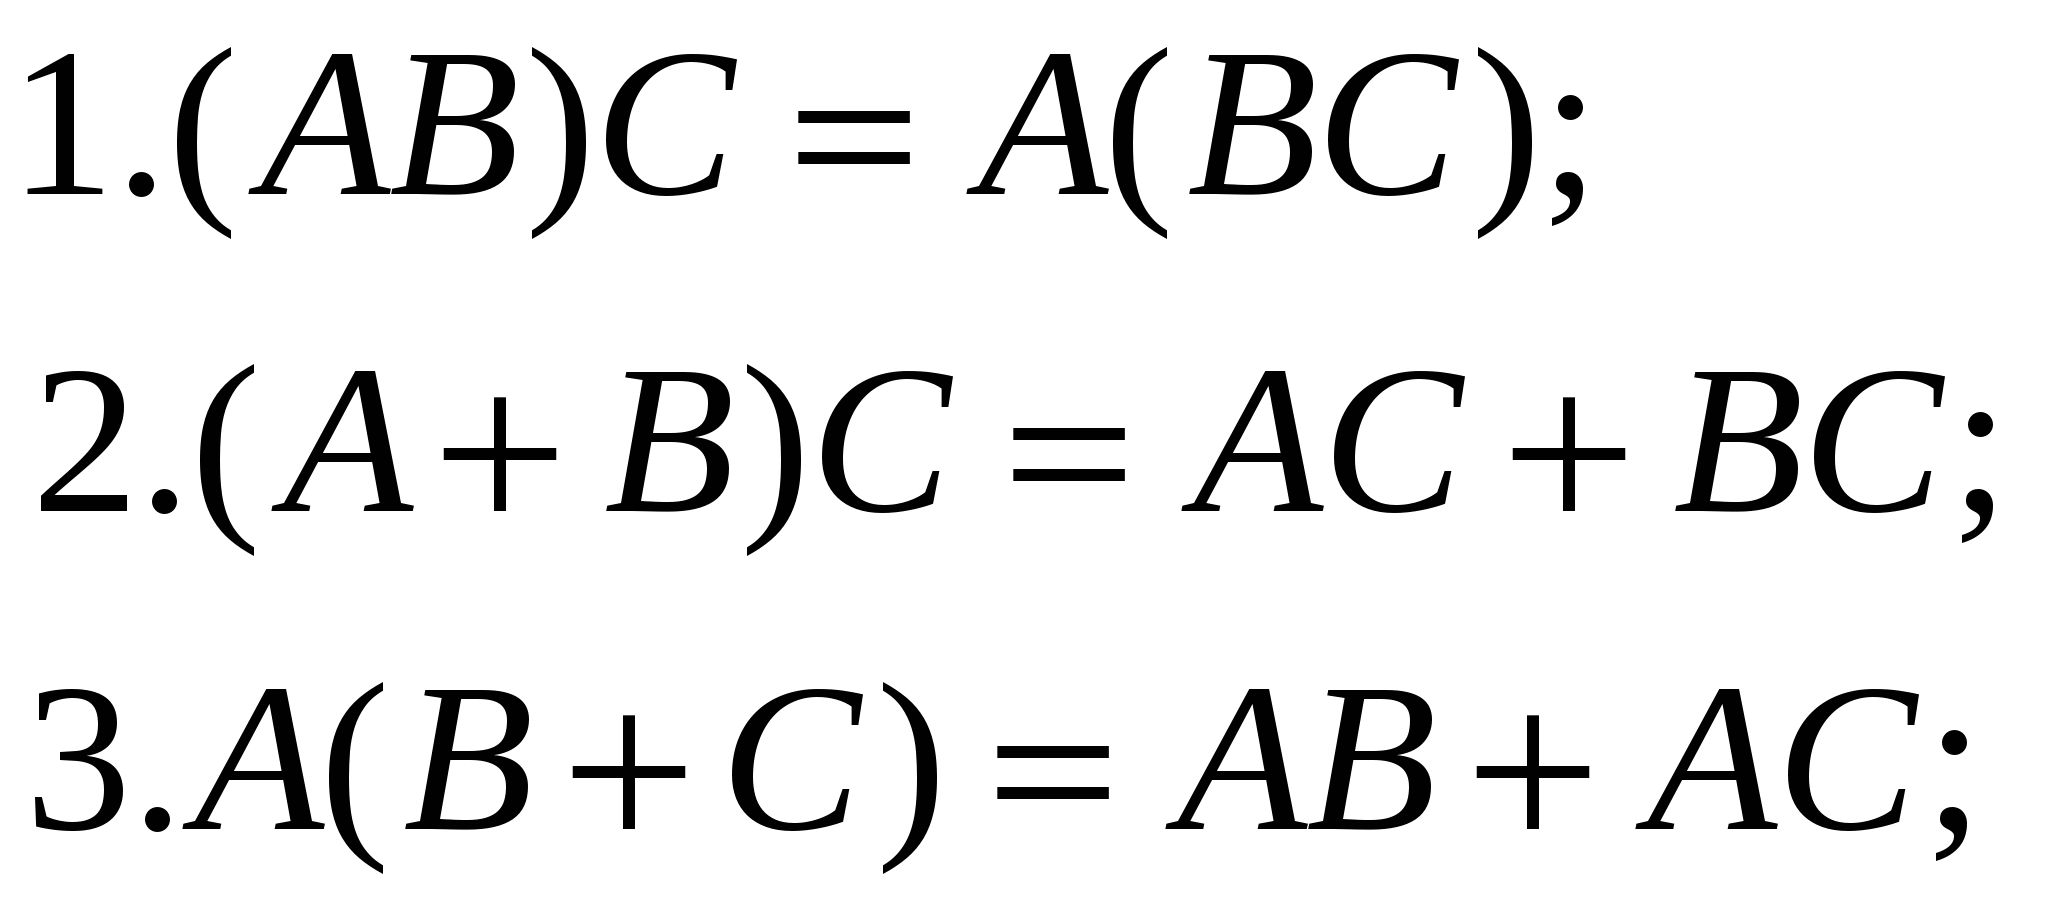 1.(AB)C = A(BC);
2.(A + B)C = AC + BC;
3.A(B + C) = AB + AC;